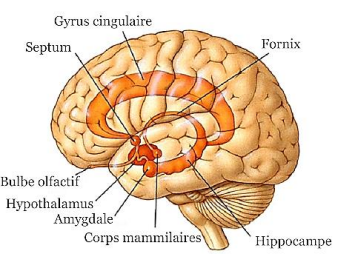 Gyrus cingulaire
Septum
Fornix
Bulbe olfactif
Hypothalamus
Amygdale
Corps mammilaires
Hippocampe